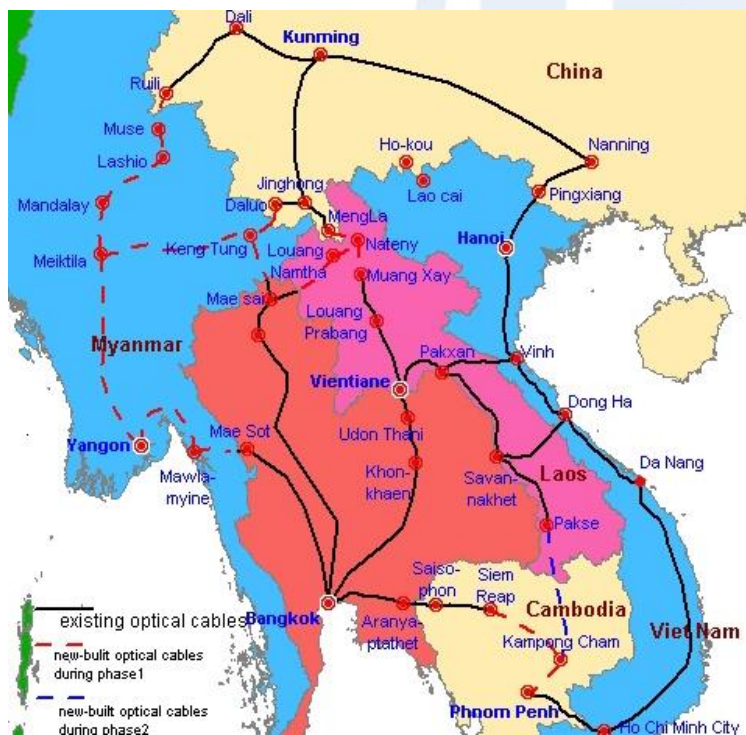 Dali
Kunming
China
Ruili
Muse
Ho-kou
Nanning
Lashio
Jinghong
Lao cai
Pingxiang
Mandalay
Daluo
MengLa
Hanoi
Keng Tung
Louang
Namtha
Nateny
Meiktila
Muang Xay
Mae sai
Louang
Prabang
Myanmar
Pakxan
Vinh
Vientiane
Dong Ha
Yangon
Mae Sot
Udon Thani
Mawla-
myine
Khon-
khaen
Savan-
nakhet
Laos
Da Nang
Pakse
Saiso-
phon
Siem
Reap
Cambodia
existing optical cables
Bangkok
Aranya-
ptathet
Viet Nam
Kampong Cham
new-bulit optical cables
during phase1
Phnom Penh
new-built optical cables
during phase2
Ho Chi Minh City